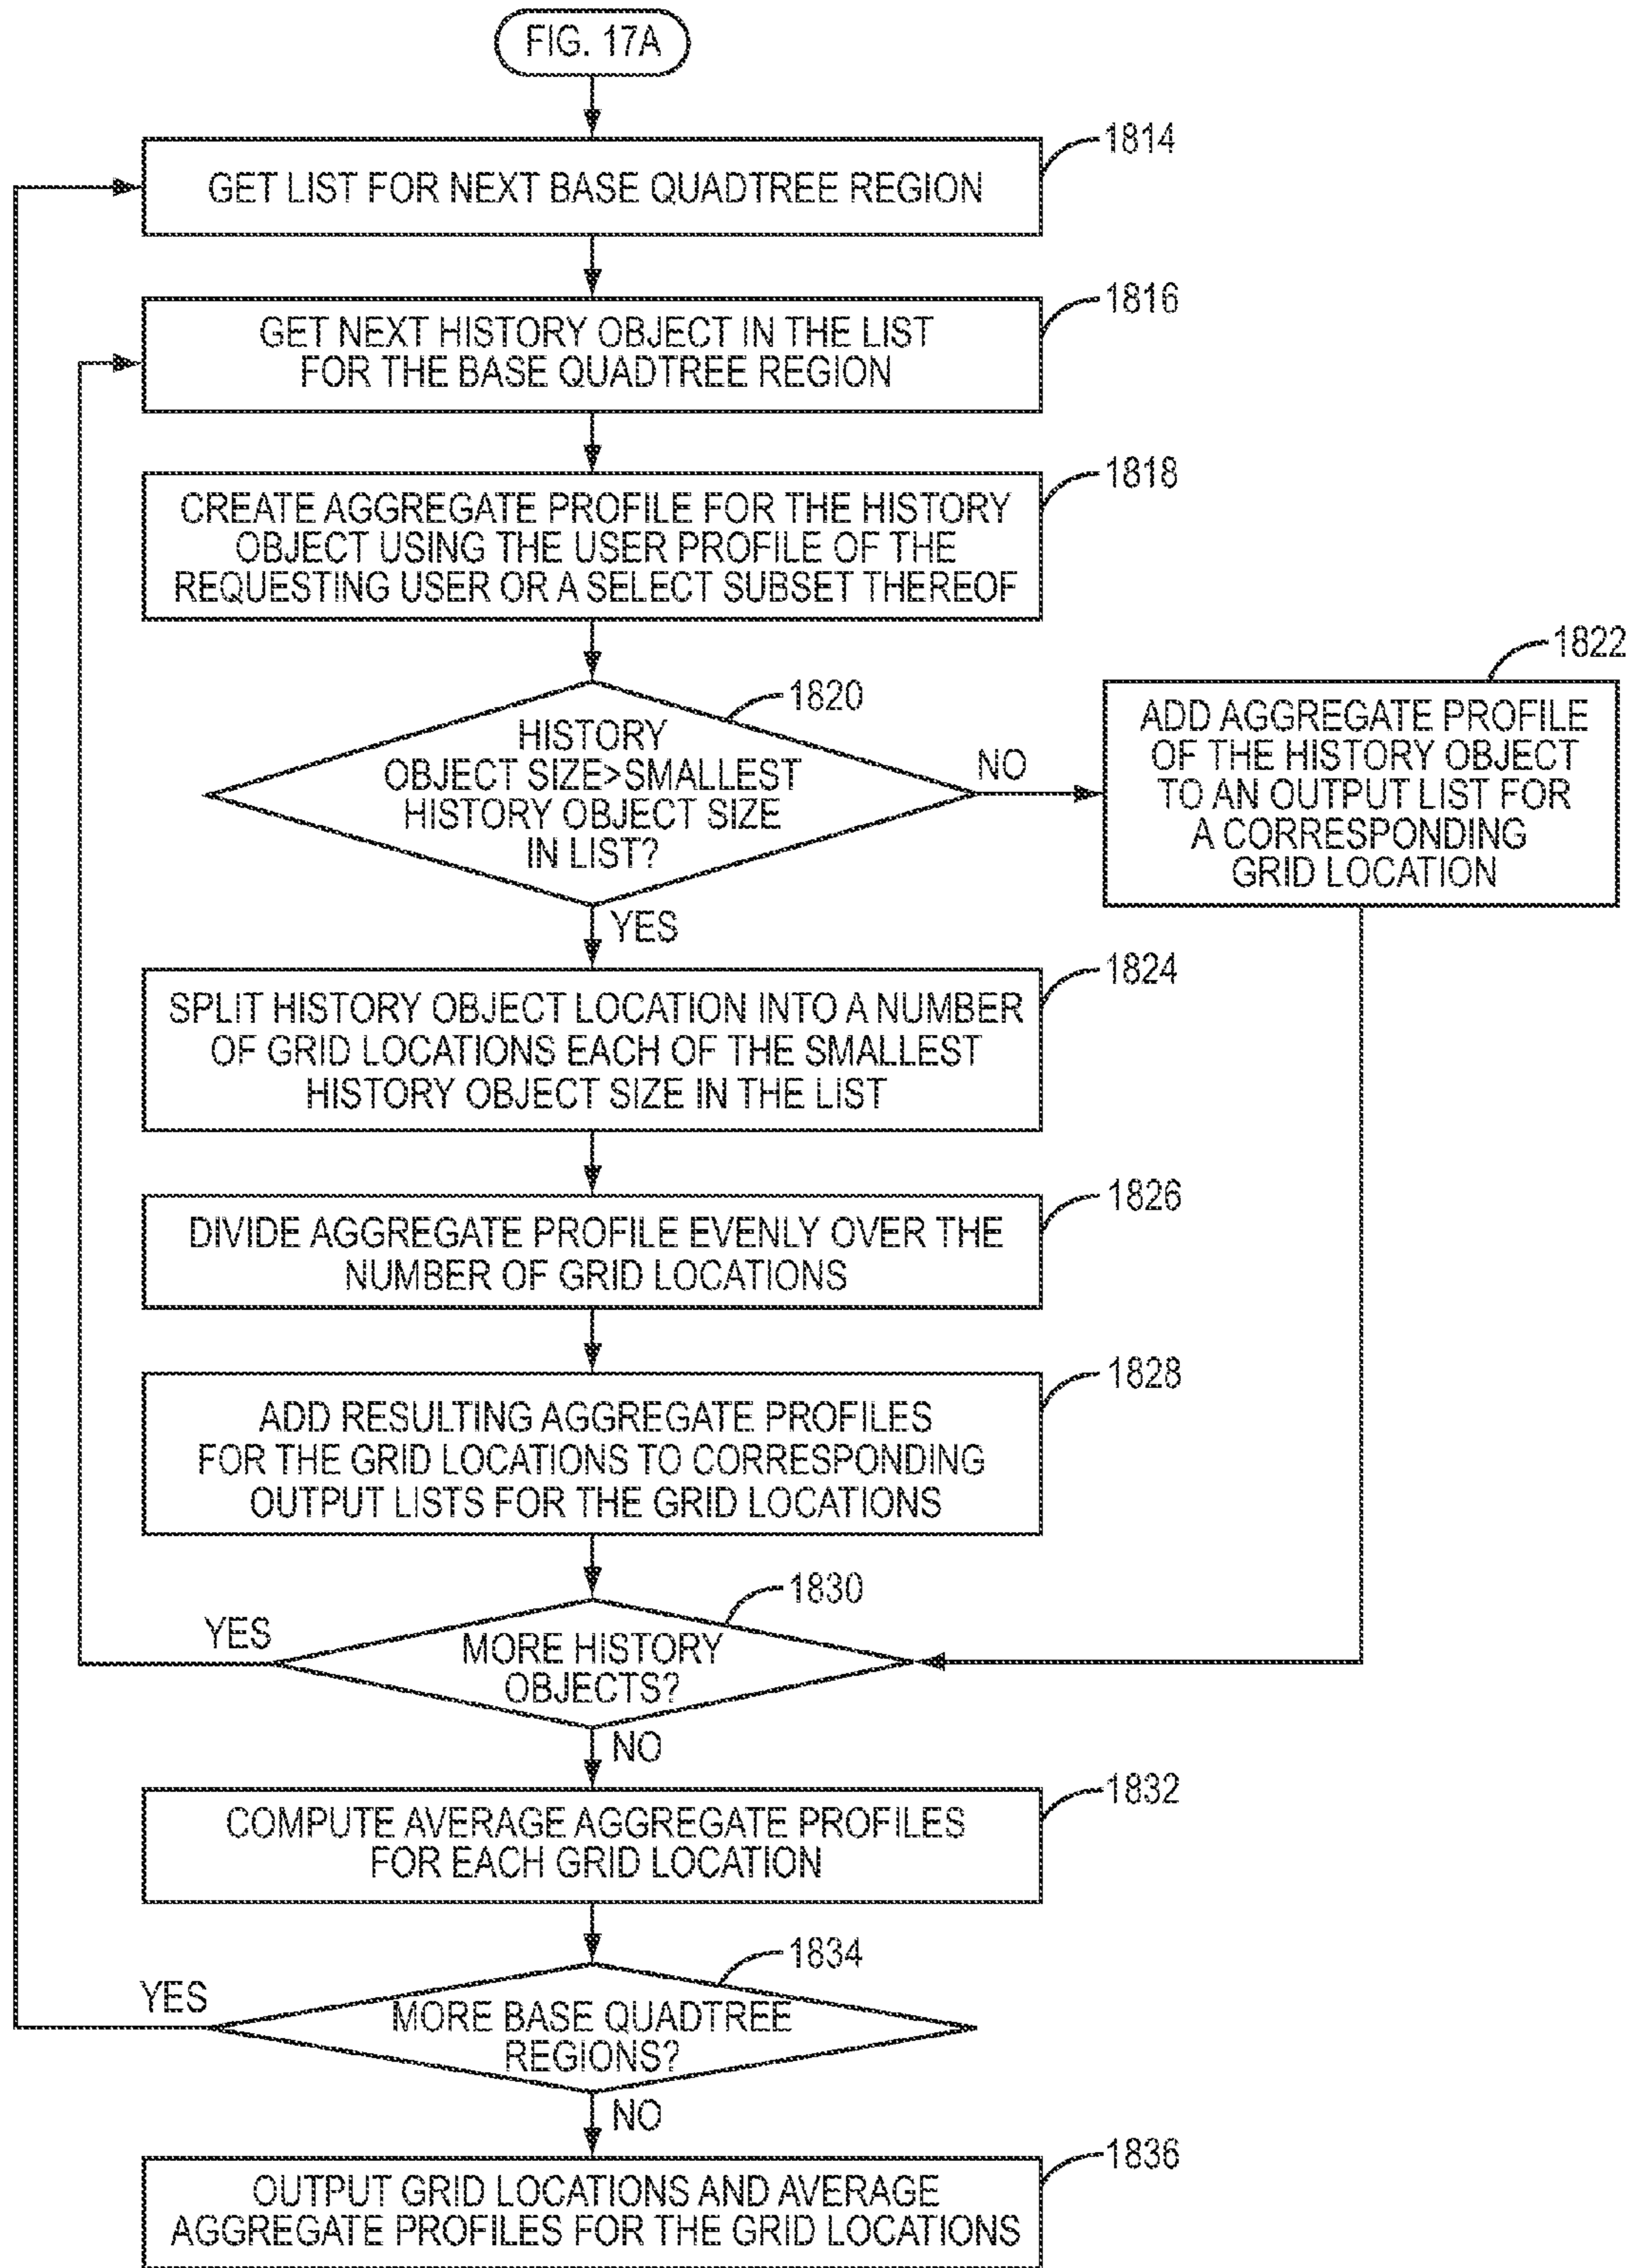 FIG. 17A
1814
GET LIST FOR NEXT BASE QUADTREE REGION
1816
GET NEXT HISTORY OBJECT IN THE LIST
FOR THE BASE QUADTREE REGION
1818
CREATE AGGREGATE PROFILE FOR THE HISTORY
OBJECT USING THE USER PROFILE OF THE
REQUESTING USER OR A SELECT SUBSET THEREOF
1820
HISTORY
OBJECT SIZE>SMALLEST
HISTORY OBJECT SIZE
IN LIST?
NO
1822
ADD AGGREGATE PROFILE
OF THE HISTORY OBJECT
TO AN OUTPUT LIST FOR
A CORRESPONDING
GRID LOCATION
YES
1824
SPLIT HISTORY OBJECT LOCATION INTO A NUMBER
OF GRID LOCATIONS EACH OF THE SMALLEST
HISTORY OBJECT SIZE IN THE LIST
1826
DIVIDE AGGREGATE PROFILE EVENLY OVER THE
NUMBER OF GRID LOCATIONS
1828
ADD RESULTING AGGREGATE PROFILES
FOR THE GRID LOCATIONS TO CORRESPONDING
OUTPUT LISTS FOR THE GRID LOCATIONS
1830
YES
MORE HISTORY
OBJECTS?
NO
1832
COMPUTE AVERAGE AGGREGATE PROFILES
FOR EACH GRID LOCATION
1834
YES
MORE BASE QUADTREE
REGIONS?
NO
1836
OUTPUT GRID LOCATIONS AND AVERAGE
AGGREGATE PROFILES FOR THE GRID LOCATIONS